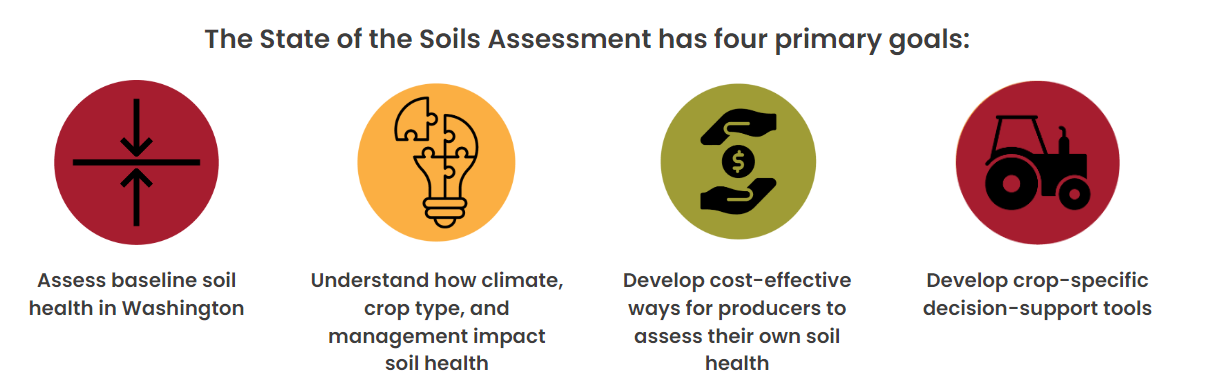 The State of the Soils Assessment has four primary goals:
$
Assess baseline soil
health in Washington
Understand how climate,
crop type, and
management impact
soil health
Develop cost-effective
ways for producers to
assess their own soil
health
Develop crop-specific
decision-support tools